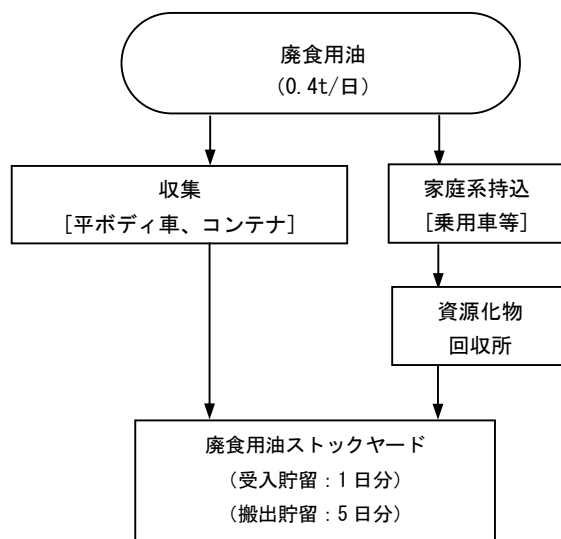 廃食用油
（0.4t/日）
収集
[平ボディ車、コンテナ]
家庭系持込
[乗用車等]
資源化物
回収所
廃食用油ストックヤード
（受入貯留：1日分）
（搬出貯留：5日分）